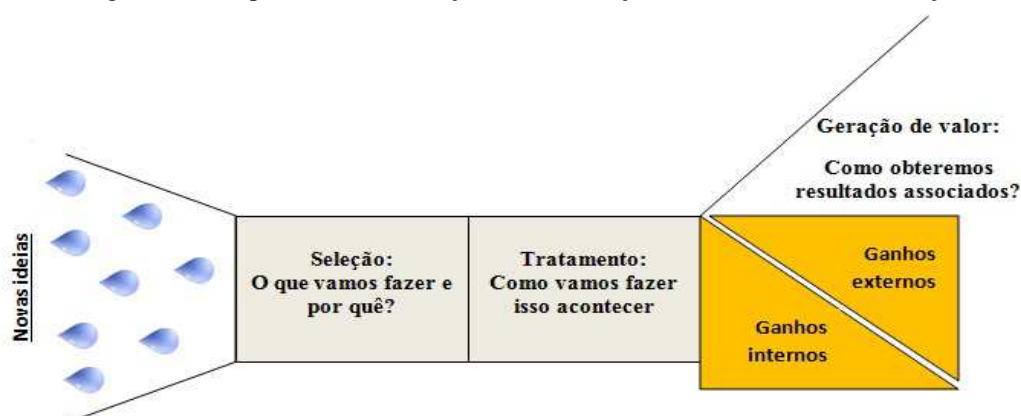 Novas ideias
Seleção:
O que vamos fazer e
por quê?
Tratamento:
Como vamos fazer
isso acontecer
Geração de valor:
Como obteremos
resultados associados?
Ganhos
externos
Ganhos
internos